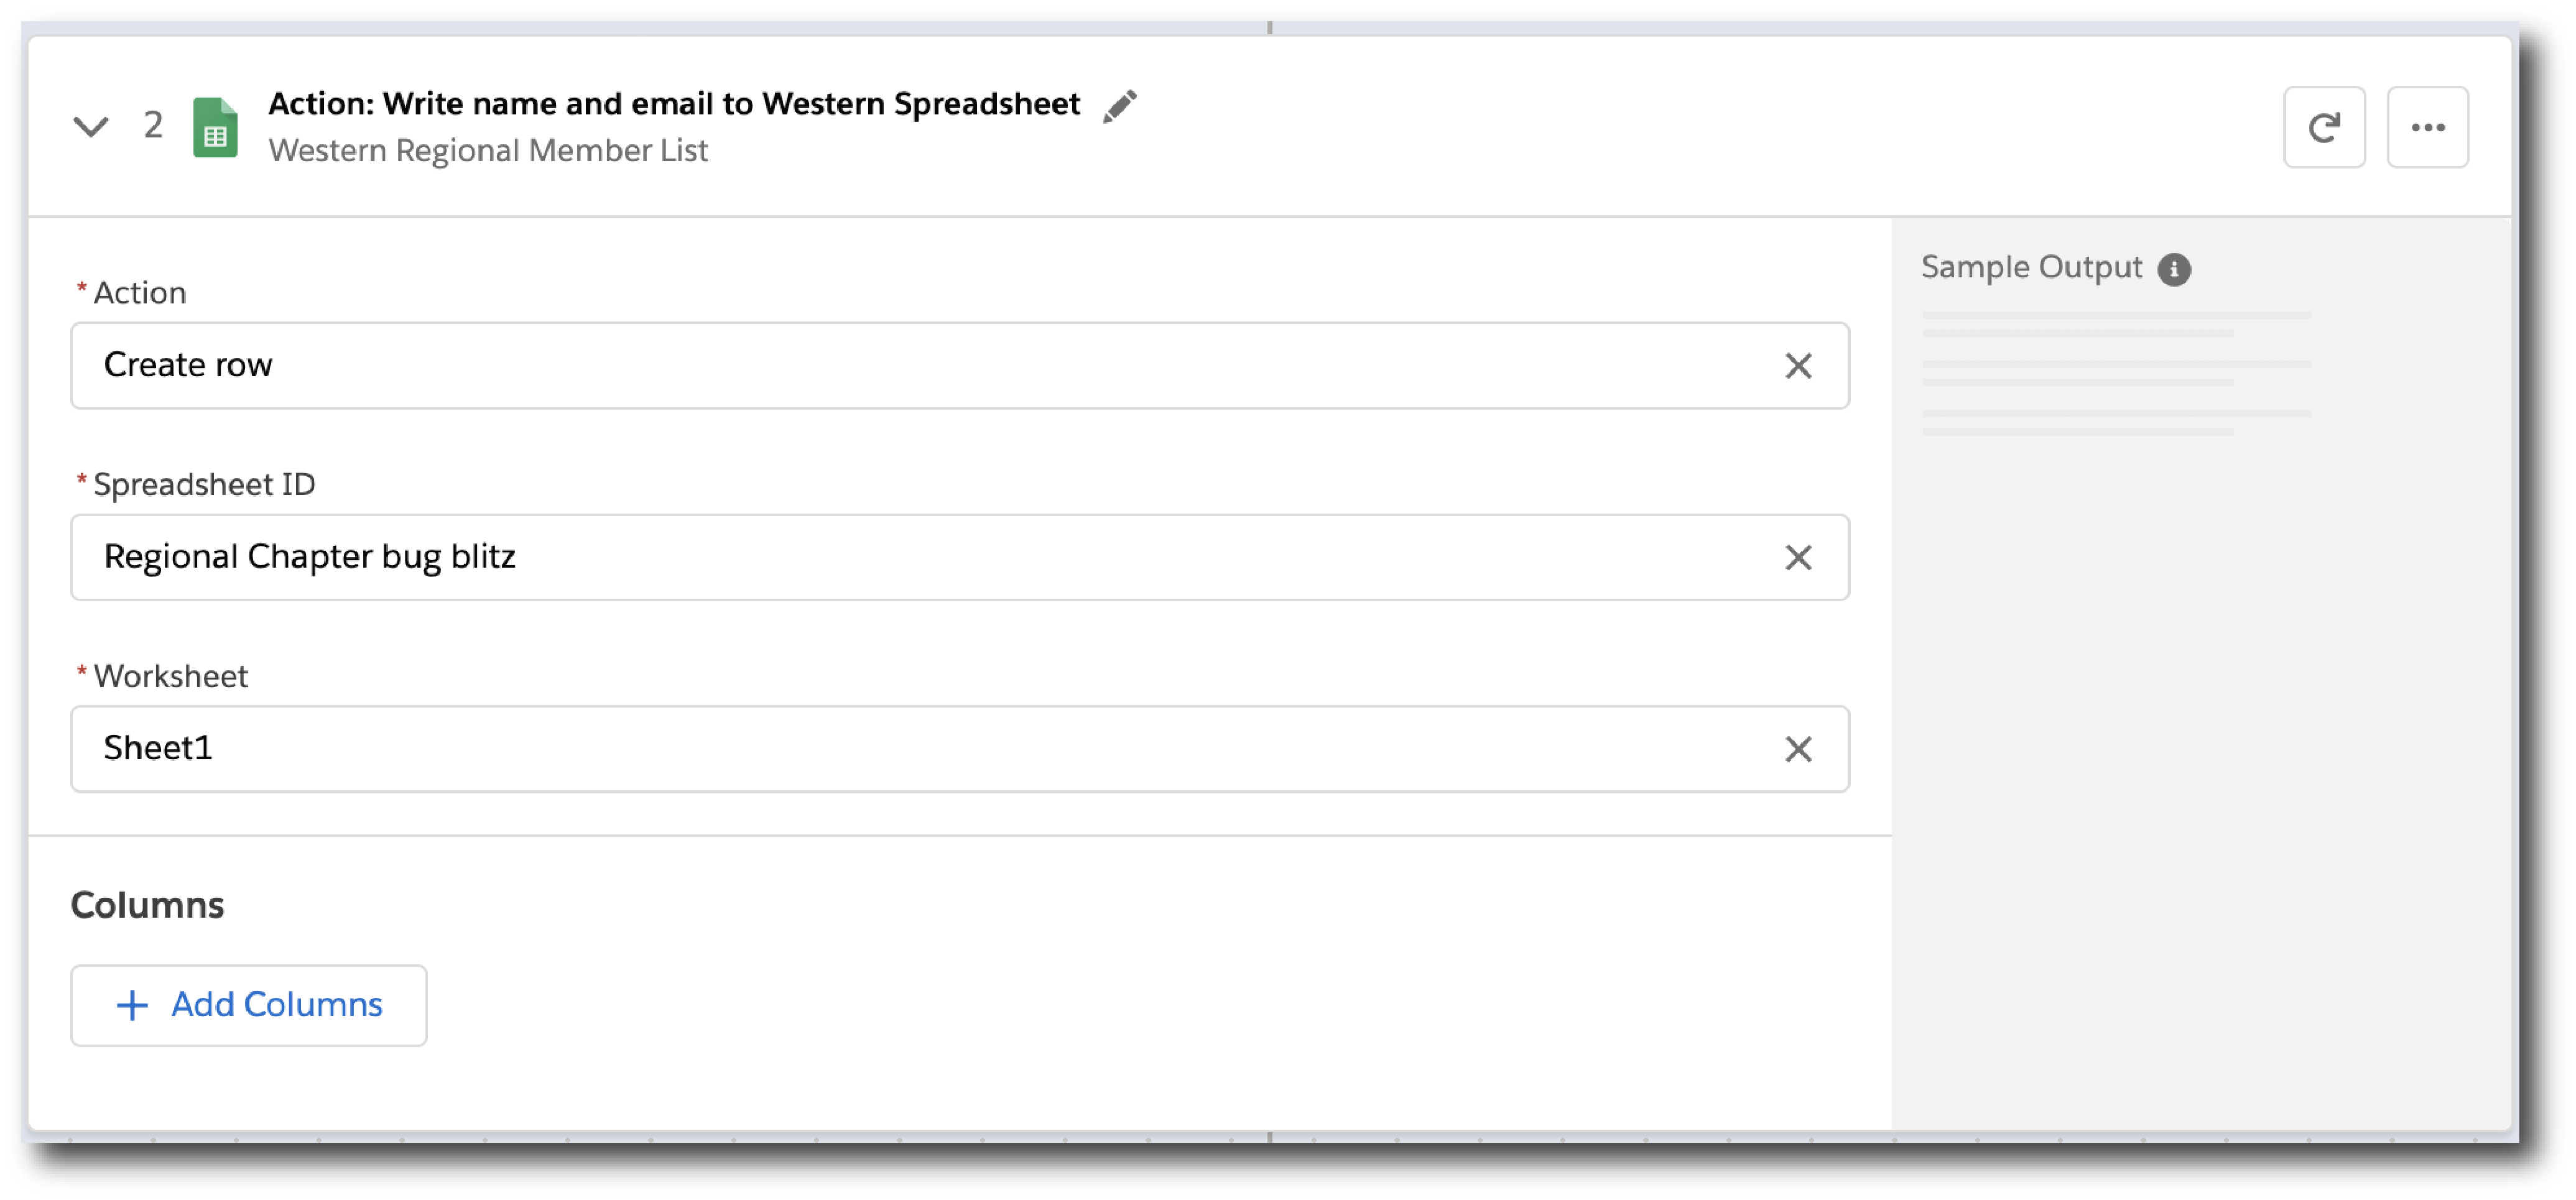 2
Action: Write name and email to Western Spreadsheet
Western Regional Member List
* Action
Create row
* Spreadsheet ID
Regional Chapter bug blitz
* Worksheet
Sheet1
Columns
+ Add Columns
Sample Output